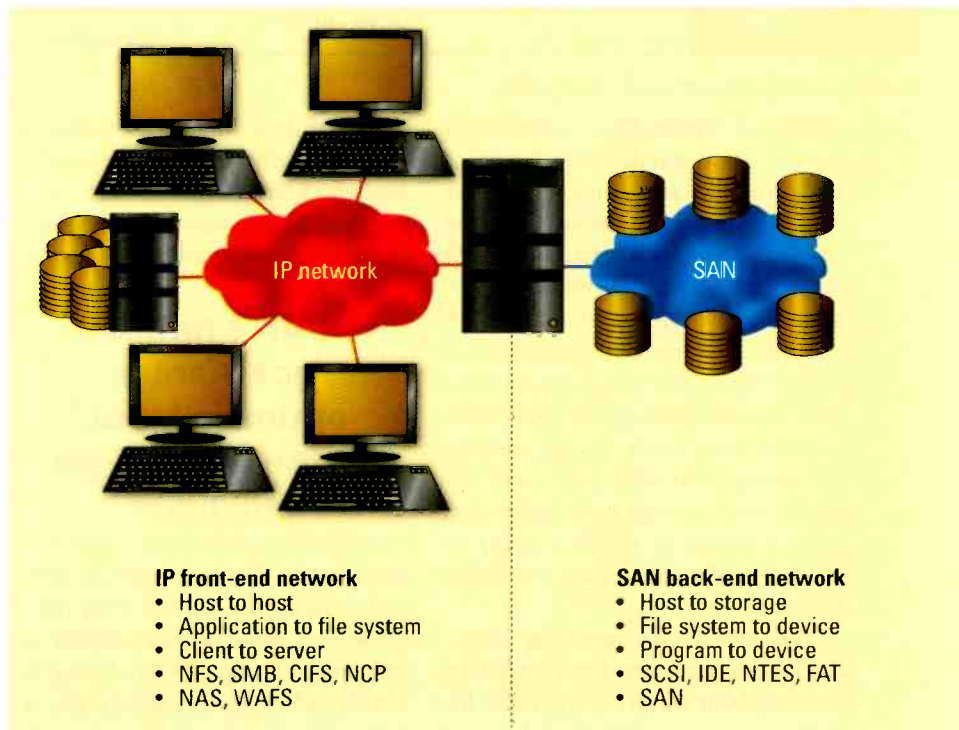 IP network
SAN
IP front-end network
• Host to host
• Application to file system
• Client to server
• NFS, SMB, CIFS, NCP
• NAS, WAFS
SAN back-end network
• Host to storage
• File system to device
• Program to device
• SCSI, IDE, NTES, FAT
• SAN